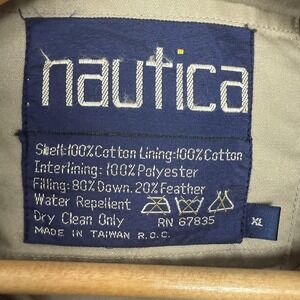 nautica
Shell:100%Cotton Lining:100%Cotton
Interlining: 100% Polyester
Filling: 80% Down. 20% Feather
Water Repellent
Dry Clean Only RN 67835
MADE IN TAIWAN R.O.C.
XL